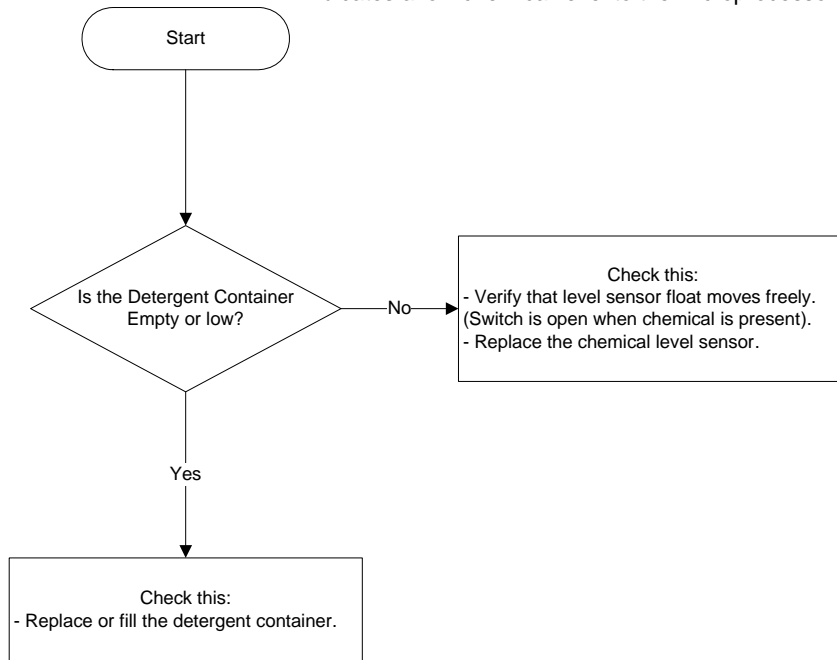 Start
Is the Detergent Container
Empty or low?
No
Check this:
- Verify that level sensor float moves freely.
(Switch is open when chemical is present).
- Replace the chemical level sensor.
Yes
Check this:
- Replace or fill the detergent container.